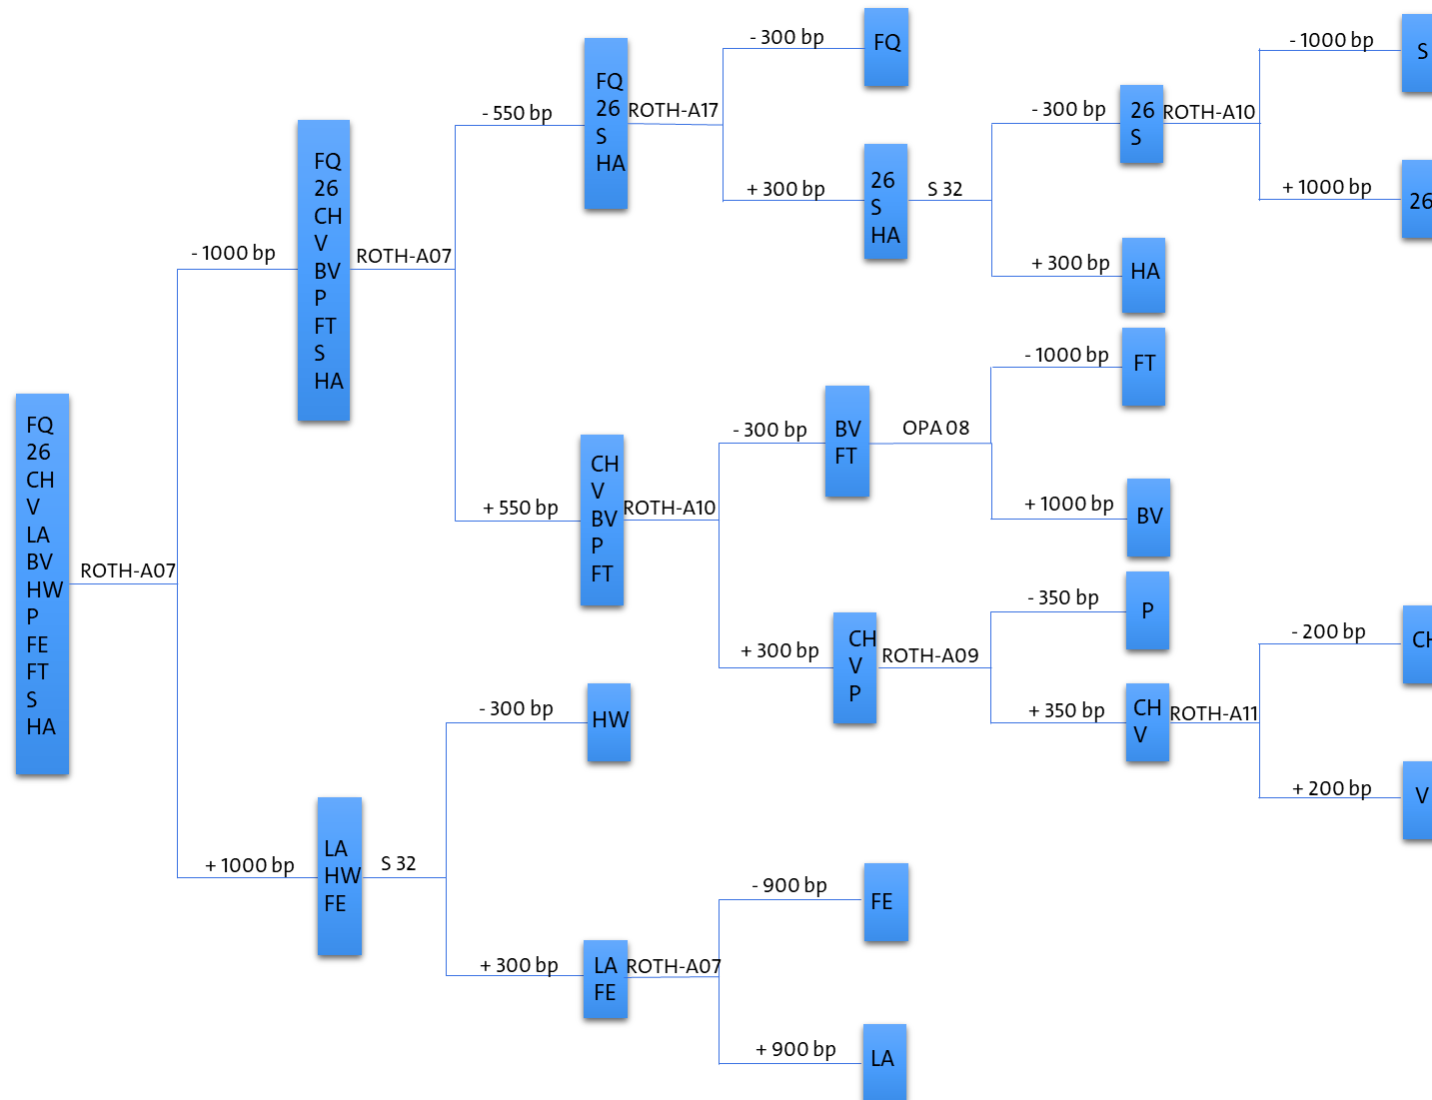 FQ
26
CH
V
LA
BV
HW
P
FE
FT
S
HA
ROTH-A07
- 1000 bp
FQ
26
CH
V
BV
P
FT
S
HA
ROTH-A07
- 550 bp
FQ
26
S
HA
ROTH-A17
- 300 bp
FQ
+ 300 bp
26
S
HA
S 32
- 300 bp
26
S
ROTH-A10
- 1000 bp
S
+ 1000 bp
26
+ 300 bp
HA
+ 550 bp
CH
V
BV
P
FT
ROTH-A10
- 300 bp
BV
FT
OPA 08
- 1000 bp
FT
+ 1000 bp
BV
+ 300 bp
CH
V
P
ROTH-A09
- 350 bp
P
+ 350 bp
CH
V
ROTH-A11
- 200 bp
CH
+ 200 bp
V
+ 1000 bp
LA
HW
FE
S 32
- 300 bp
HW
+ 300 bp
LA
FE
ROTH-A07
- 900 bp
FE
+ 900 bp
LA